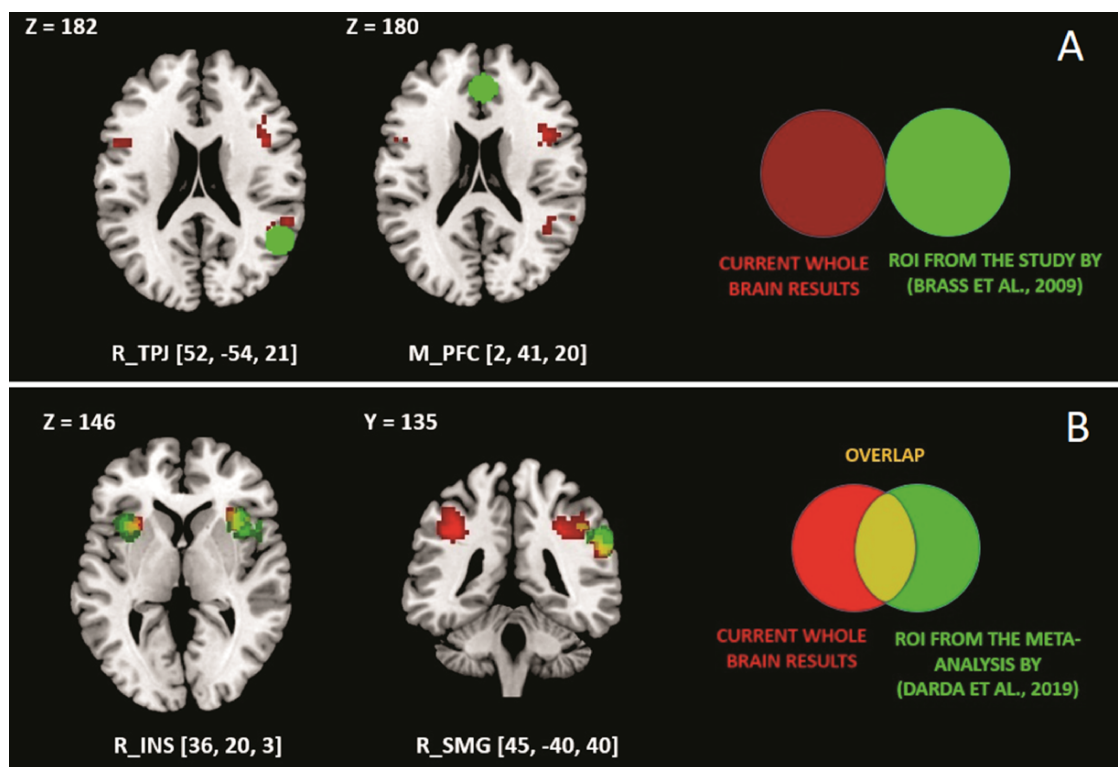 Z = 182
Z = 180
A
CURRENT WHOLE
BRAIN RESULTS
ROI FROM THE STUDY BY
(BRASS ET AL., 2009)
R_TPJ [52, -54, 21]
M_PFC [2, 41, 20]
Z = 146
Y = 135
B
OVERLAP
CURRENT WHOLE
BRAIN RESULTS
ROI FROM THE META-
ANALYSIS BY
(DARDA ET AL., 2019)
R_INS [36, 20, 3]
R_SMG [45, -40, 40]